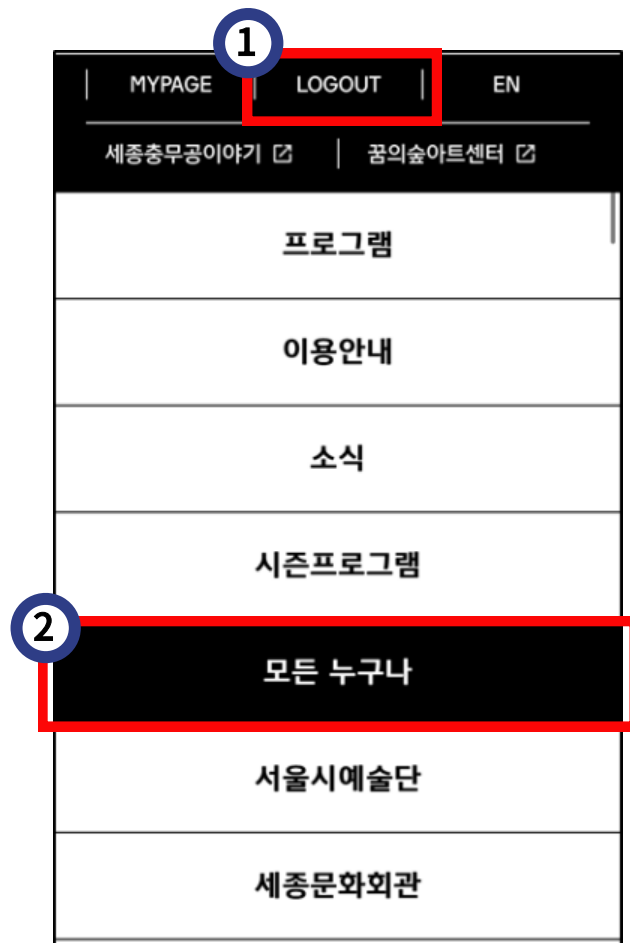 1
MYPAGE LOGOUT EN
세종충무공이야기 꿈의숲아트센터
프로그램
이용안내
소식
시즌프로그램
2
모든 누구나
서울시예술단
세종문화회관